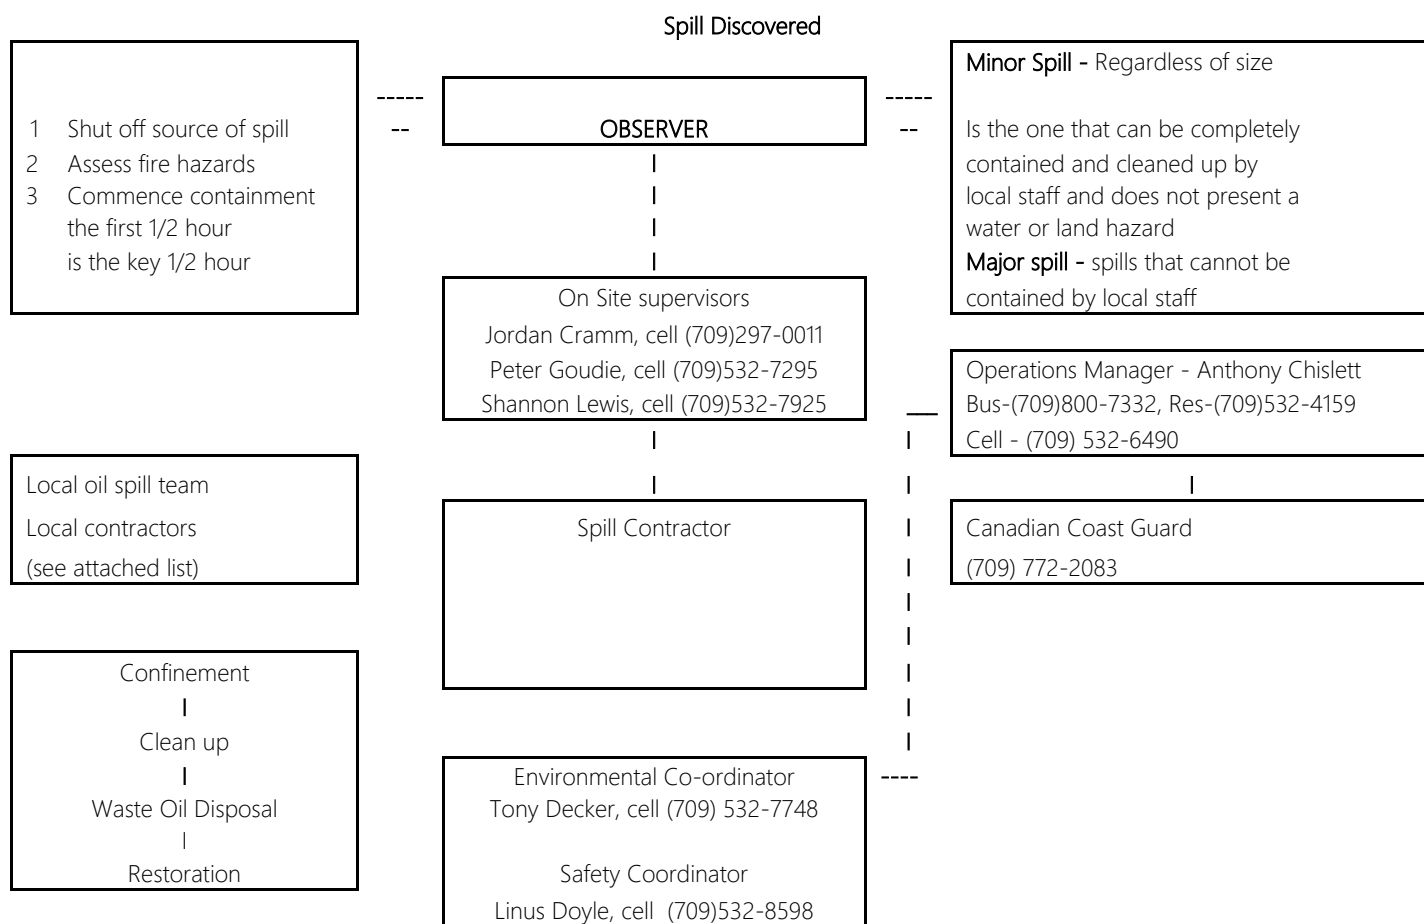 Spill Discovered
1 Shut off source of spill
2 Assess fire hazards
3 Commence containment
the first 1/2 hour
is the key 1/2 hour
OBSERVER
Minor Spill - Regardless of size
Is the one that can be completely
contained and cleaned up by
local staff and does not present a
water or land hazard
Major spill - spills that cannot be
contained by local staff
On Site supervisors
Jordan Cramm, cell (709)297-0011
Peter Goudie, cell (709)532-7295
Shannon Lewis, cell (709)532-7925
Operations Manager - Anthony Chislett
Bus-(709)800-7332, Res-(709)532-4159
Cell - (709) 532-6490
Local oil spill team
Local contractors
(see attached list)
Spill Contractor
Canadian Coast Guard
(709) 772-2083
Confinement
Clean up
Waste Oil Disposal
Restoration
Environmental Co-ordinator
Tony Decker, cell (709) 532-7748
Safety Coordinator
Linus Doyle, cell (709)532-8598